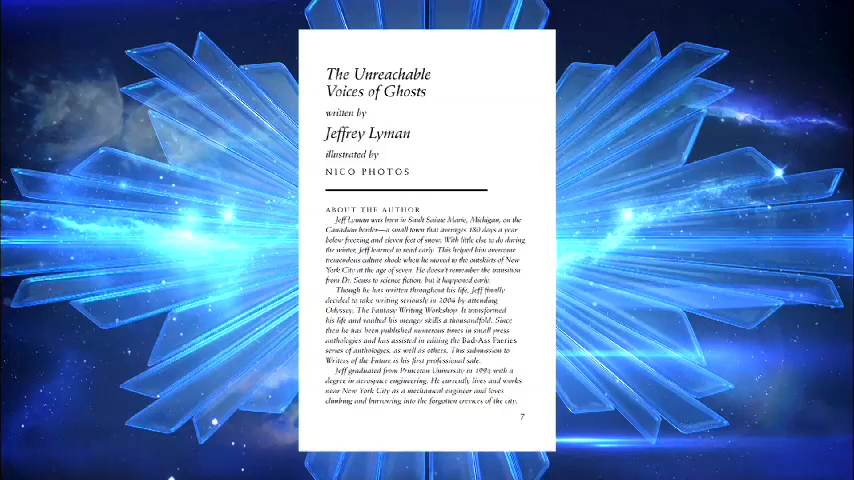 The Unreachable
Voices of Ghosts
written by
Jeffrey Lyman
illustrated by
NICO PHOTOS
ABOUT THE AUTHOR
Jeff Lyman was born in Sault Sainte Marie, Michigan, on the
Canadian border—a small town that averages 180 days a year
below freezing and eleven feet of snow. With little else to do during
the winter, Jeff learned to read early. This helped him overcome
tremendous culture shock when he moved to the outskirts of New
York City at the age of seven. He doesn't remember the transition
from Dr. Seuss to science fiction, but it happened early.
Though he has written throughout his life, Jeff finally
decided to take writing seriously in 2004 by attending
Odyssey, The Fantasy Writing Workshop. It transformed
his life and vaulted his meager skills a thousandfold. Since
then he has been published numerous times in small press
anthologies and has assisted in editing the Bad-Ass Faeries
series of anthologies, as well as others. This submission to
Writers of the Future is his first professional sale.
Jeff graduated from Princeton University in 1994 with a
degree in aerospace engineering. He currently lives and works
near New York City as a mechanical engineer and loves
climbing and burrowing into the forgotten crevices of the city.
7